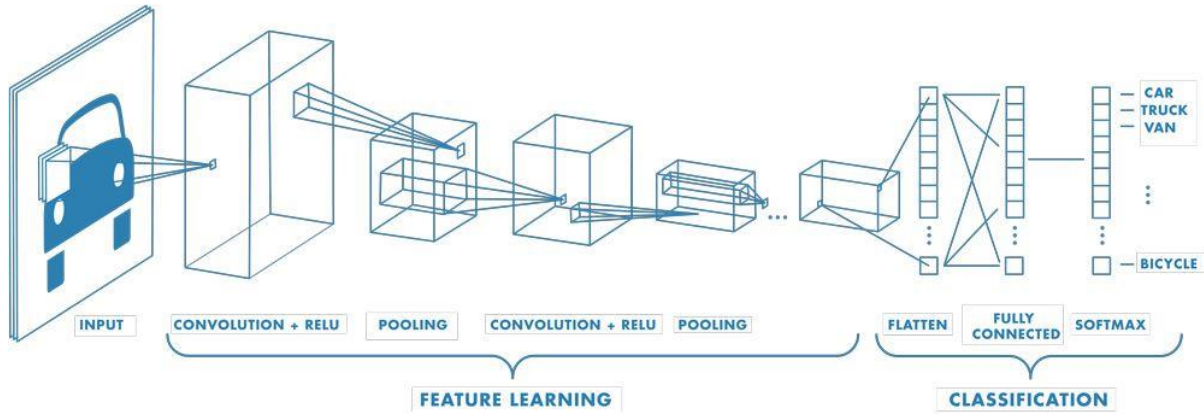 CAR
TRUCK
VAN
BICYCLE
INPUT
CONVOLUTION + RELU
POOLING
CONVOLUTION + RELU
POOLING
FLATTEN
FULLY
CONNECTED
SOFTMAX
FEATURE LEARNING
CLASSIFICATION